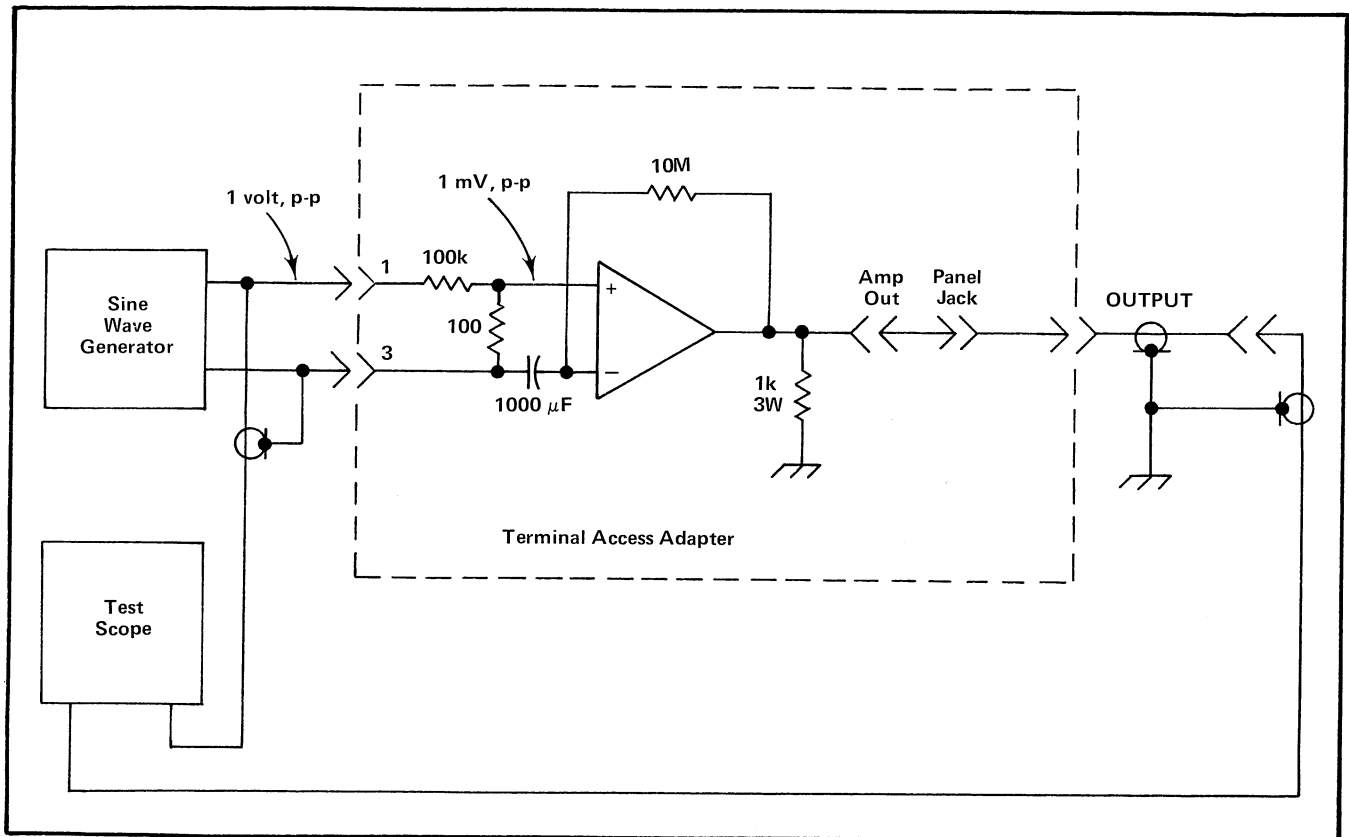 1 volt, p-p
1 mV, p-p
10M
Sine
Wave
Generator
1
100k
100
3
1000 μF
+
−
Amp
Out
Panel
Jack
OUTPUT
1k
3W
Terminal Access Adapter
Test
Scope